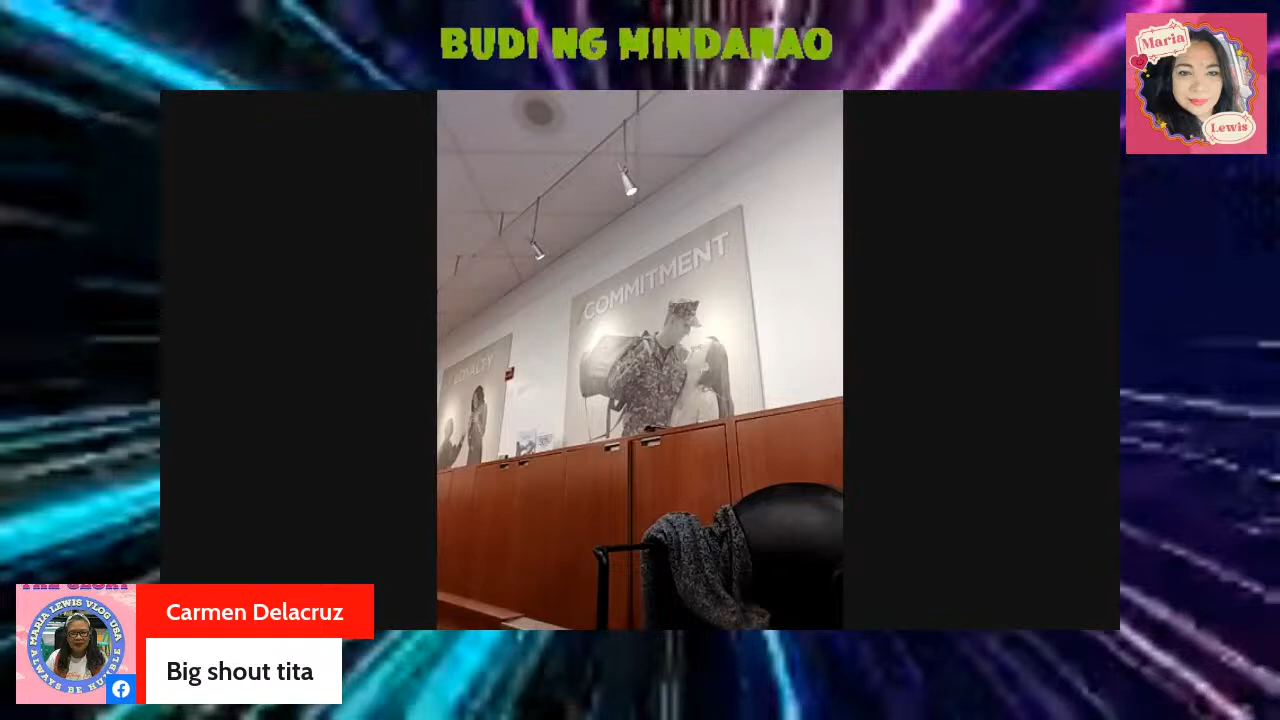 BUDI NG MINDANAO
Maria
Lewis
COMMITMENT
LOYALTY
MARIA LEWIS VLOG USA
ALWAYS BE HUMBLE
Carmen Delacruz
Big shout tita